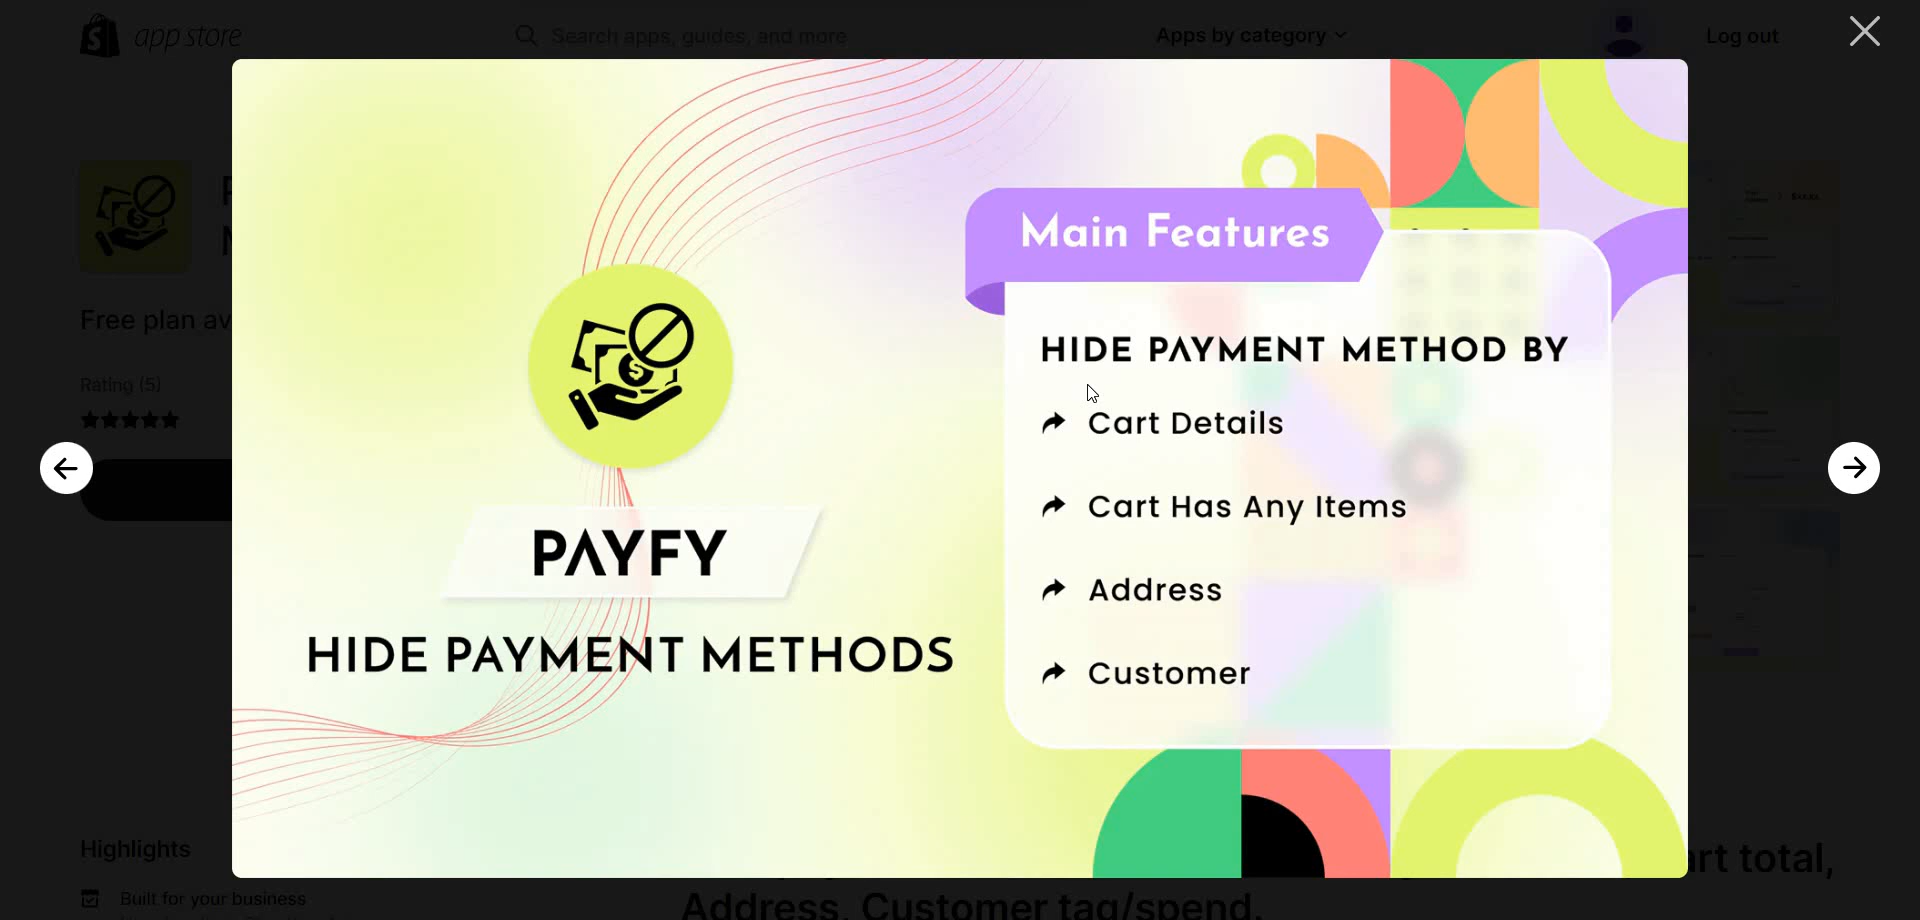 app store
Search apps, guides, and more
Apps by category
Log out
Free plan av
Rating (5)
Main Features
HIDE PAYMENT METHOD BY
Cart Details
Cart Has Any Items
Address
Customer
PAYFY
HIDE PAYMENT METHODS
Highlights
Built for your business
art total,
Address, Customer tag/spend.